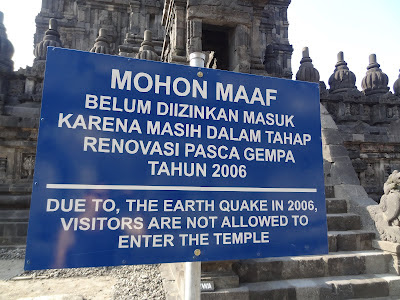 MOHON MAAF
BELUM DIIZINKAN MASUK
KARENA MASIH DALAM TAHAP
RENOVASI PASCA GEMPA
TAHUN 2006
DUE TO, THE EARTH QUAKE IN 2006,
VISITORS ARE NOT ALLOWED TO
ENTER THE TEMPLE